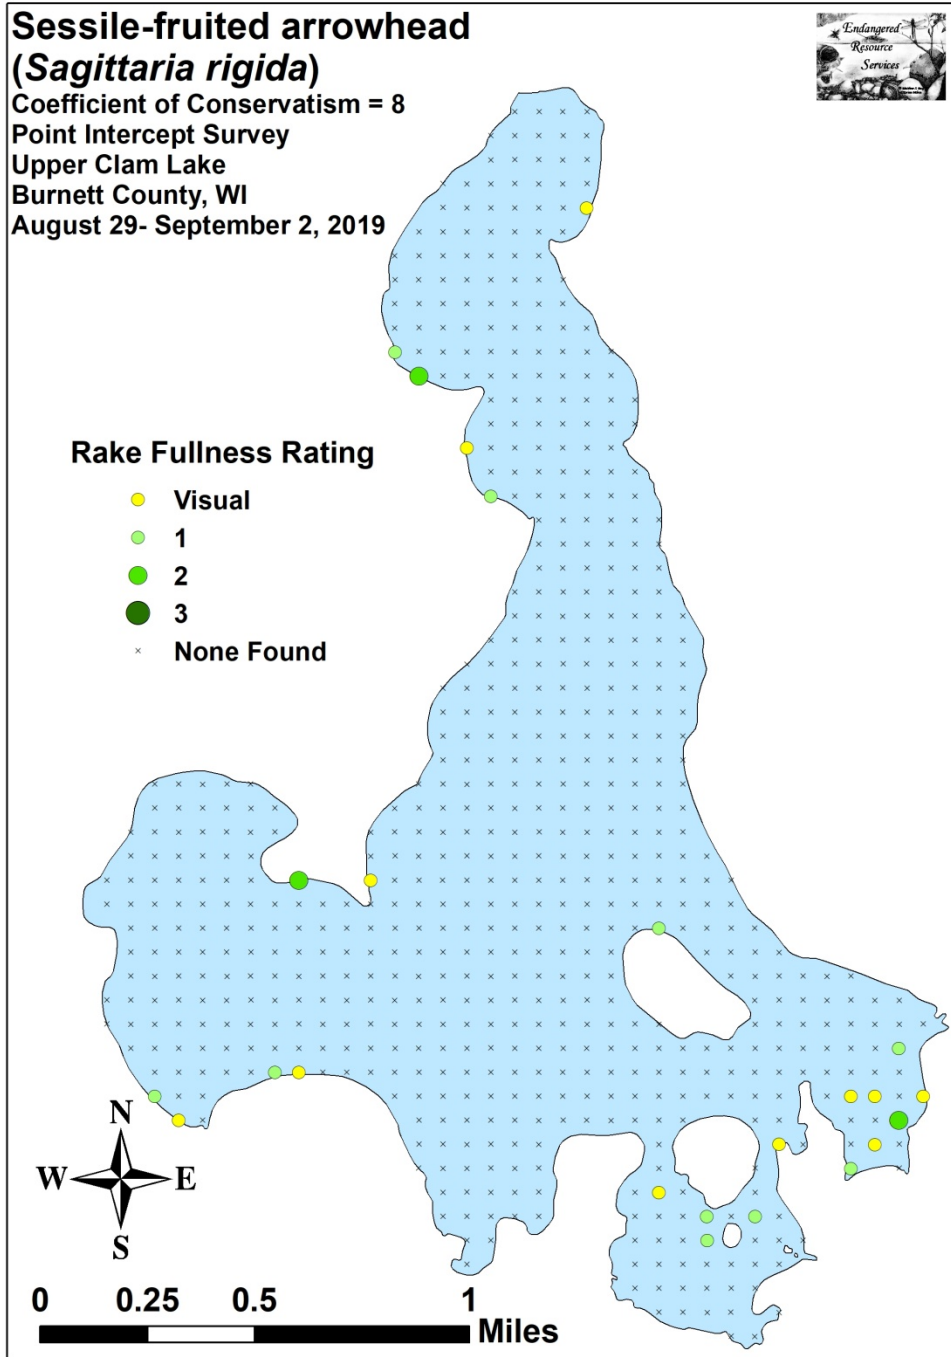 Sessile-fruited arrowhead
(Sagittaria rigida)
Coefficient of Conservatism = 8
Point Intercept Survey
Upper Clam Lake
Burnett County, WI
August 29- September 2, 2019
Endangered
Resource
Services
Rake Fullness Rating
Visual
1
2
3
None Found
N
W E
S
0 0.25 0.5 1
Miles